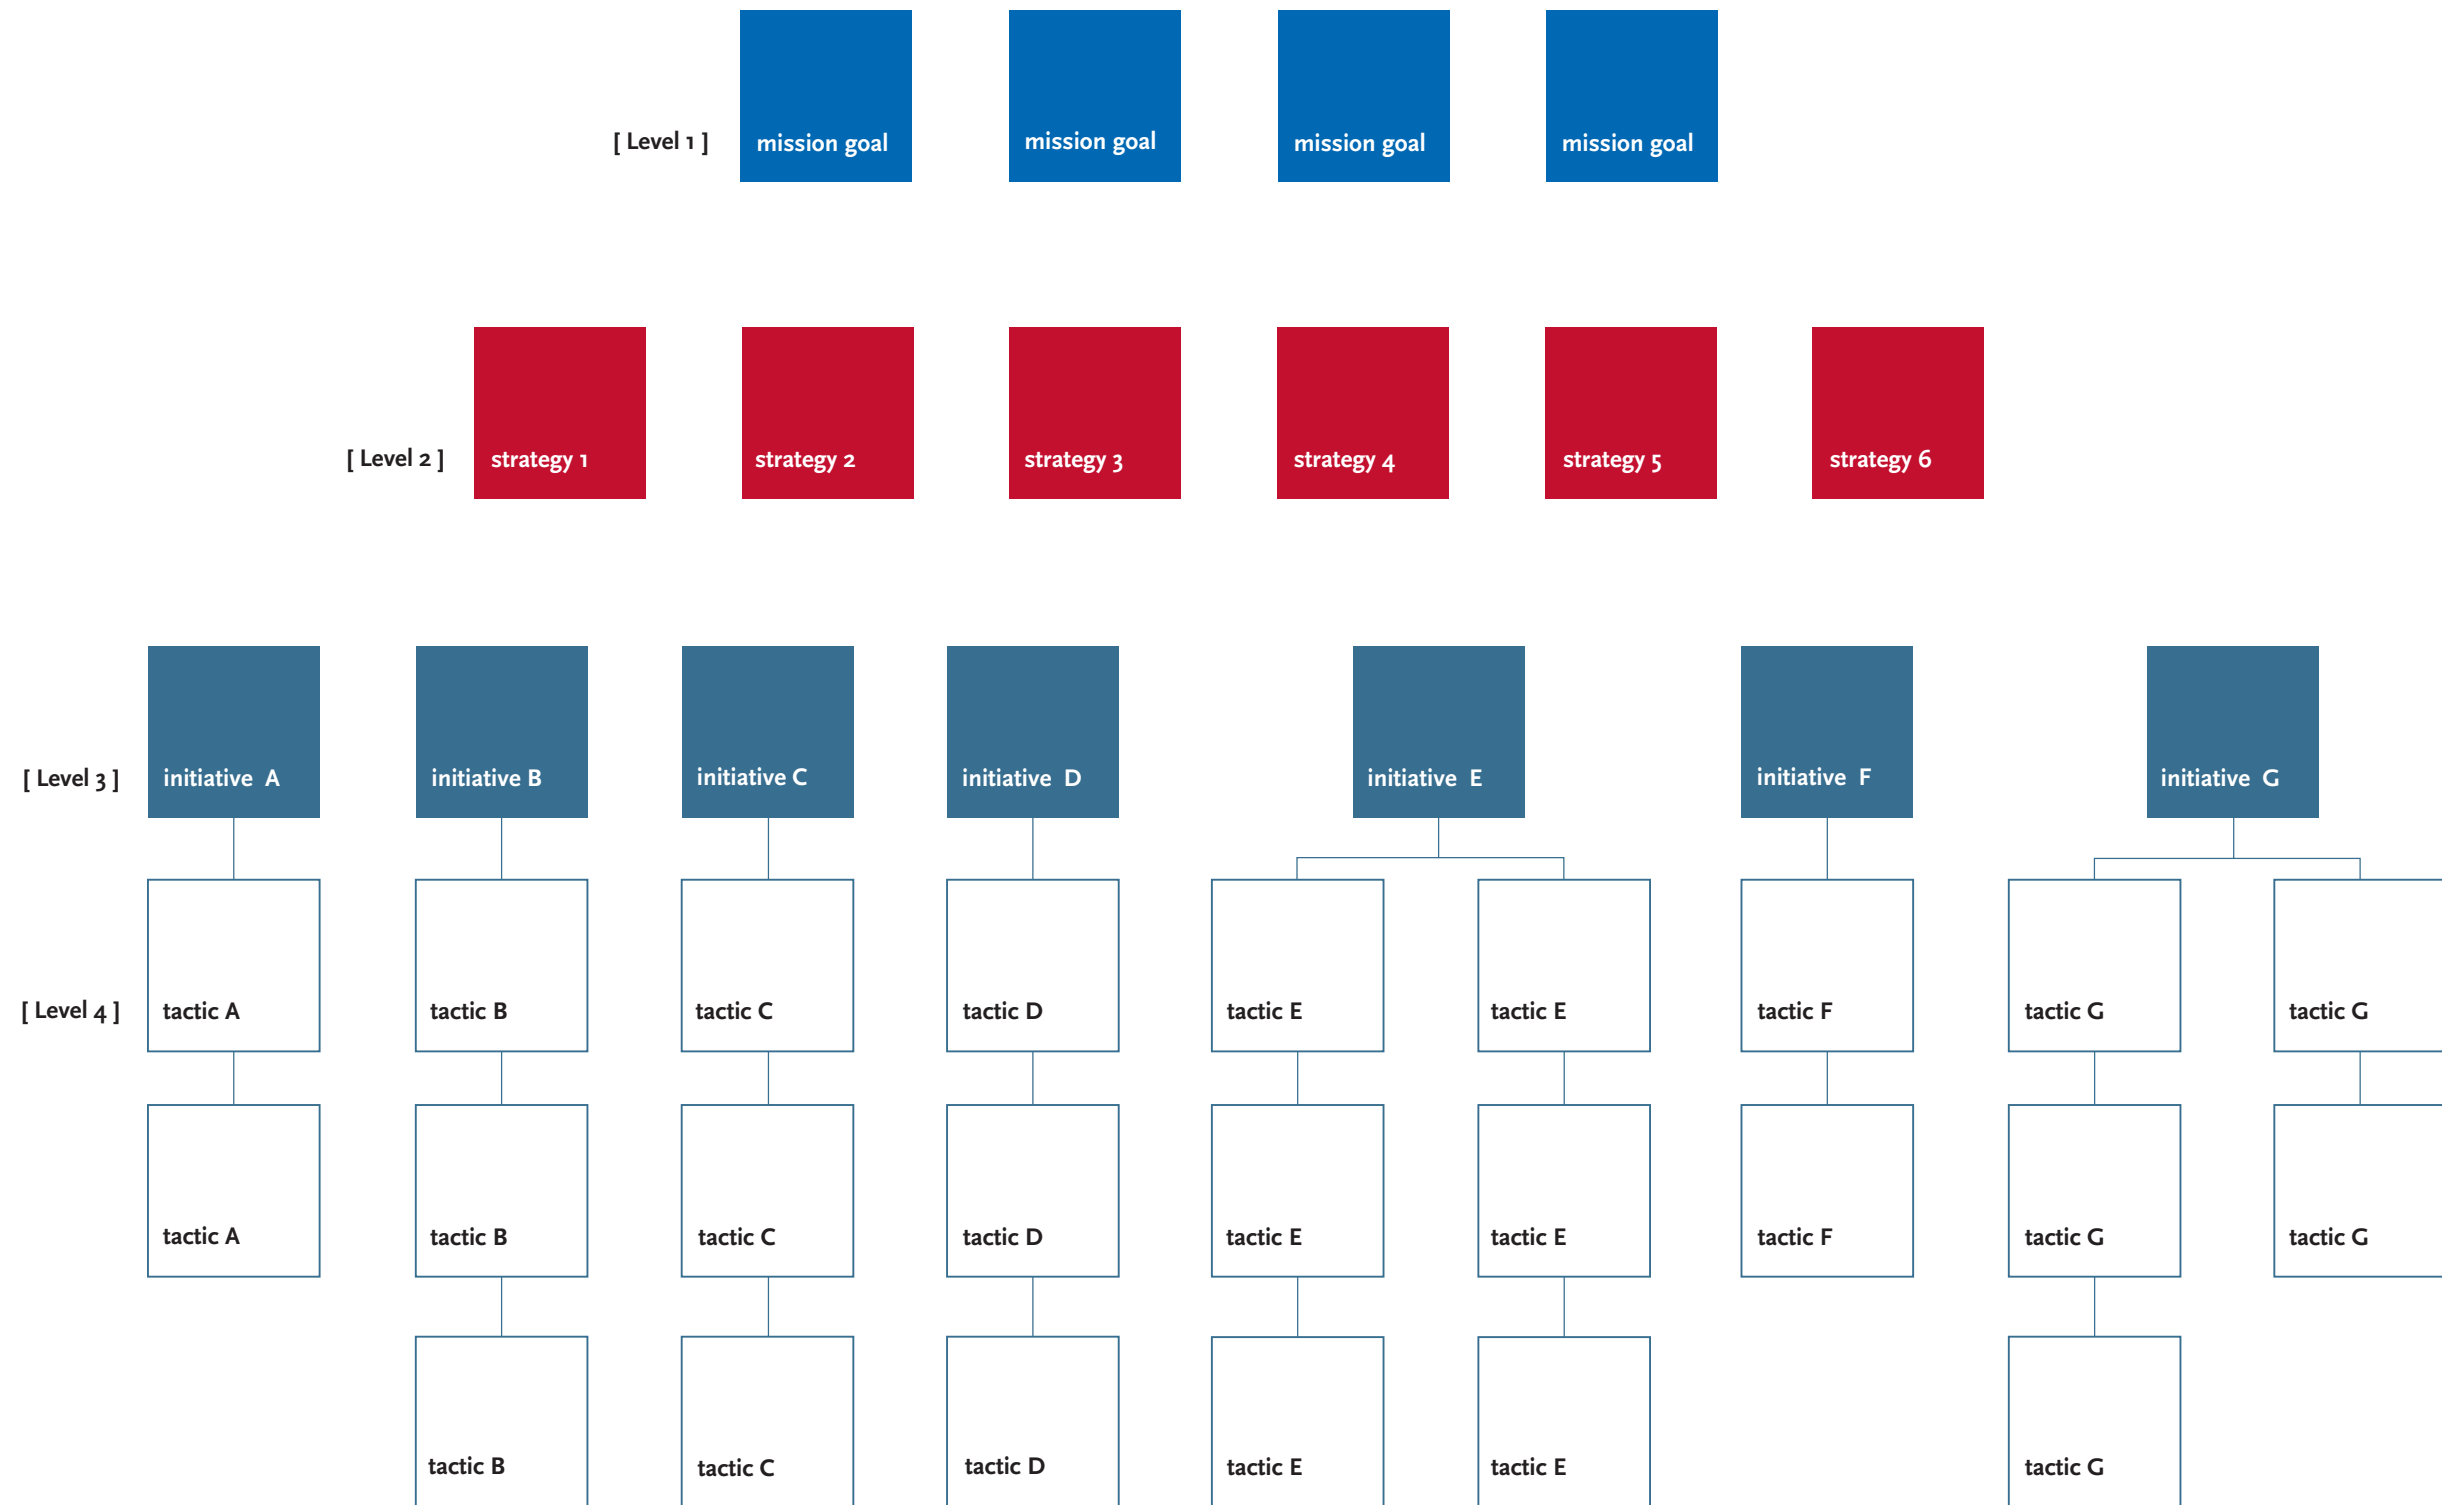 [ Level 1 ] mission goal mission goal mission goal mission goal
[ Level 2 ] strategy 1 strategy 2 strategy 3 strategy 4 strategy 5 strategy 6
[ Level 3 ] initiative A initiative B initiative C initiative D initiative E initiative F initiative G
[ Level 4 ] tactic A tactic B tactic C tactic D tactic E tactic E tactic F tactic G tactic G
tactic A tactic B tactic C tactic D tactic E tactic E tactic F tactic G tactic G
tactic B tactic C tactic D tactic E tactic E tactic G